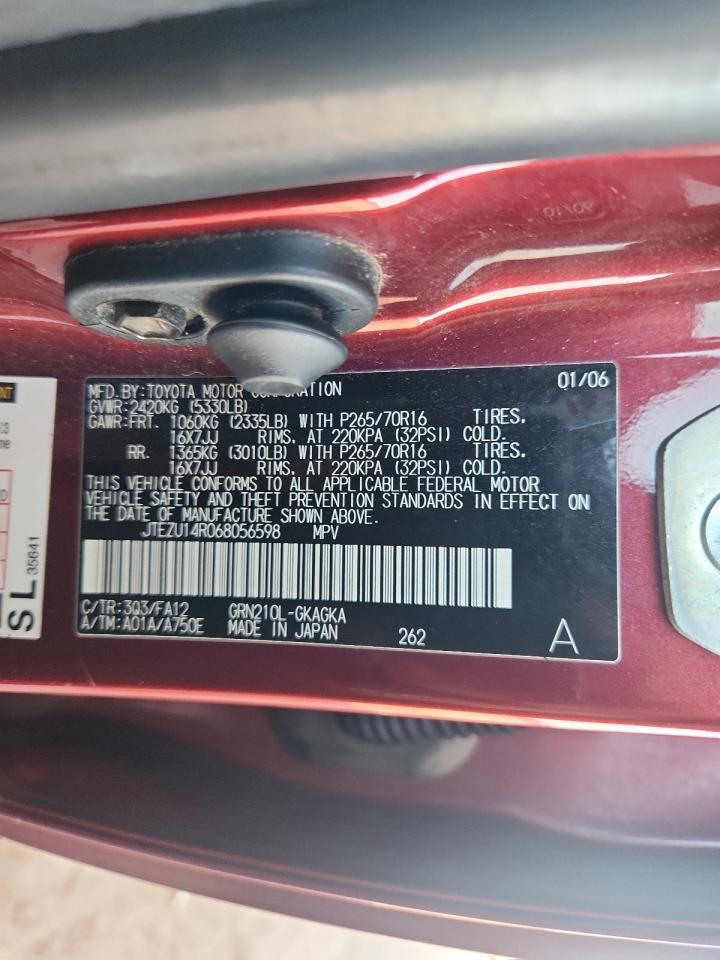 01/06
MFD.BY:TOYOTA MOTOR CORPORATION 01/06
GVWR:2420KG (5330LB)
GAWR:FRT. 1060KG (2335LB) WITH P265/70R16 TIRES,
16X7JJ RIMS, AT 220KPA (32PSI) COLD.
RR. 1365KG (3010LB) WITH P265/70R16 TIRES,
16X7JJ RIMS, AT 220KPA (32PSI) COLD.
THIS VEHICLE CONFORMS TO ALL APPLICABLE FEDERAL MOTOR
VEHICLE SAFETY AND THEFT PREVENTION STANDARDS IN EFFECT ON
THE DATE OF MANUFACTURE SHOWN ABOVE.
JTEZU14R068056598 MPV
C/TR:3Q3/FA12 GRN210L-GKAGKA
A/TM:A01A/A750E MADE IN JAPAN 262 A
SL
35641